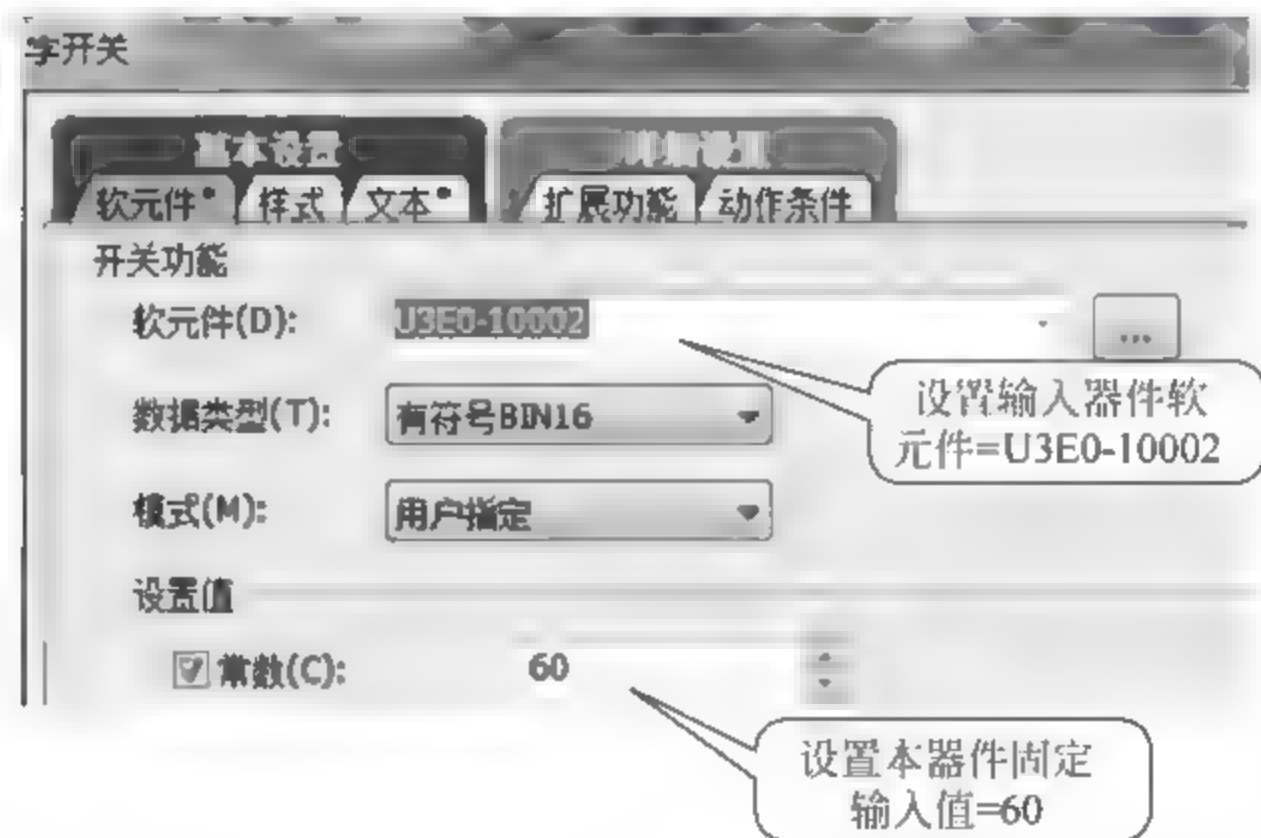 字开关
基本设置
软元件* 样式 文本* 扩展功能 动作条件
开关功能
软元件(D): U3E0-10002 ...
设置输入器件软
元件=U3E0-10002
数据类型(T): 有符号BIN16
模式(M): 用户指定
设置值
常数(C): 60
设置本器件固定
输入值=60